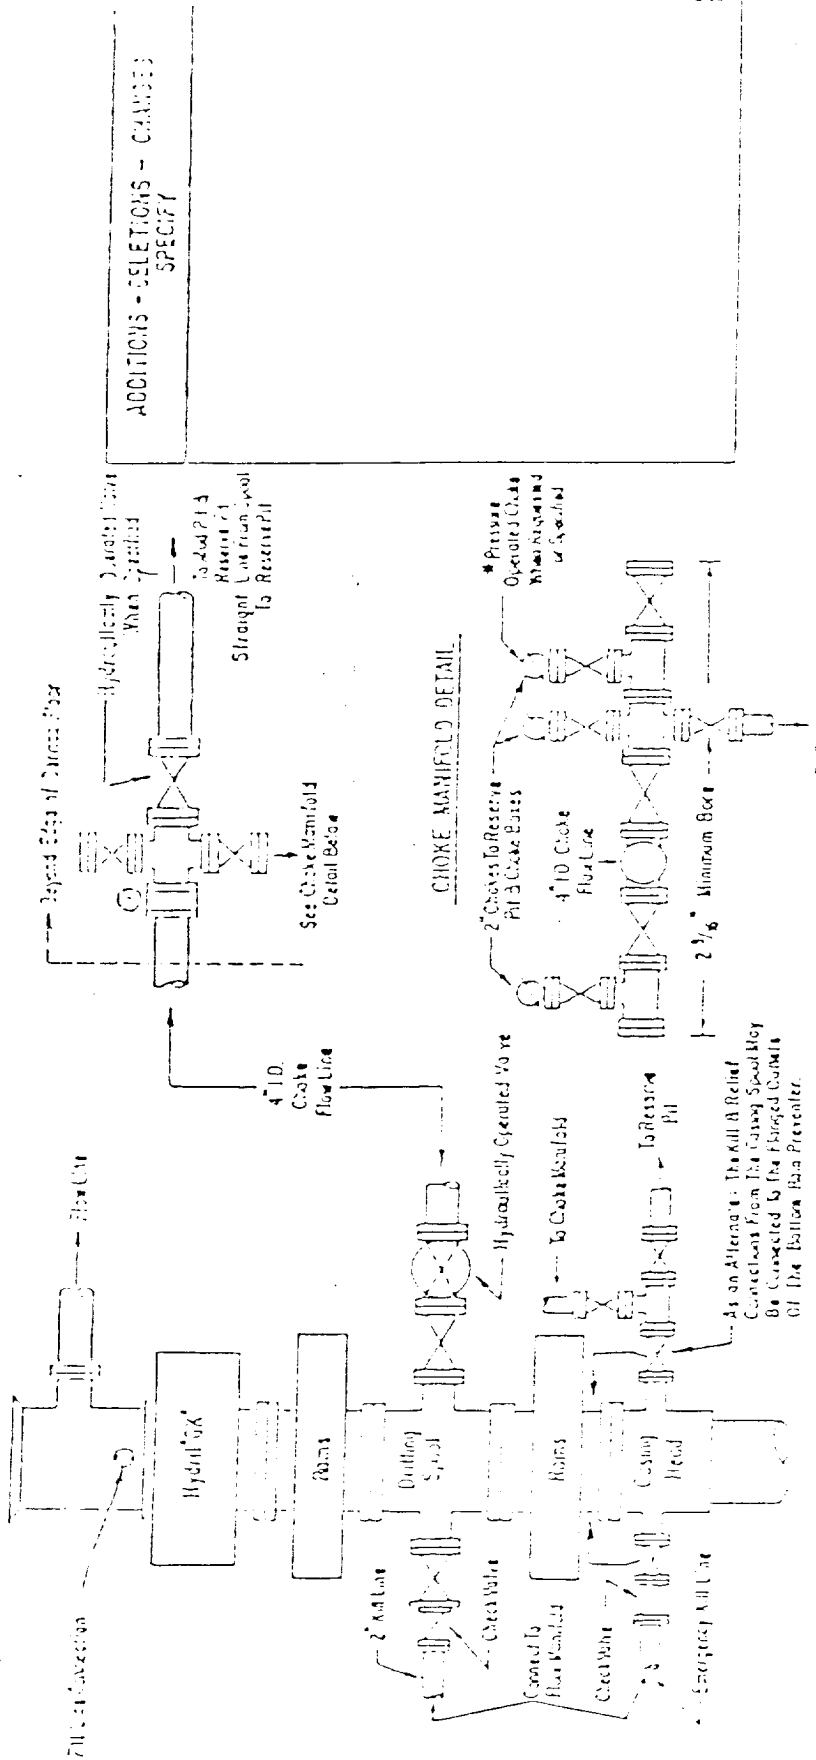 ADDITIONS - DELETIONS - CHANGES
SPECIFY
Beyond Edge of Derrick Floor
Hydraulically Operated Valve
When Specified
To Mud Pit &
Reserve Pit
Straight Line From Spool
To Reserve Pit
See Choke Manifold
Detail Below
4" I.D.
Choke
Flow Line
CHOKE MANIFOLD DETAIL
* Pressure
Operated Choke
When Required
or Specified
2" Chokes To Reserve
Pit & Choke Boxes
4" I.D. Choke
Flow Line
2 9/16" Minimum Bore
Flow Line
Fill Connection
Hydril "GK"
Rams
Drilling
Spool
Hydraulically Operated Valve
2" Kill Line
Check Valve
Connect To
Rams
To Choke Manifold
To Reserve
Pit
Casing
Head
Check Valve
Emergency Kill Line
As an Alternate: The Kill & Relief
Connections From The Casing Spool May
Be Connected To The Flanged Outlets
Of The Bottom Ram Preventer.